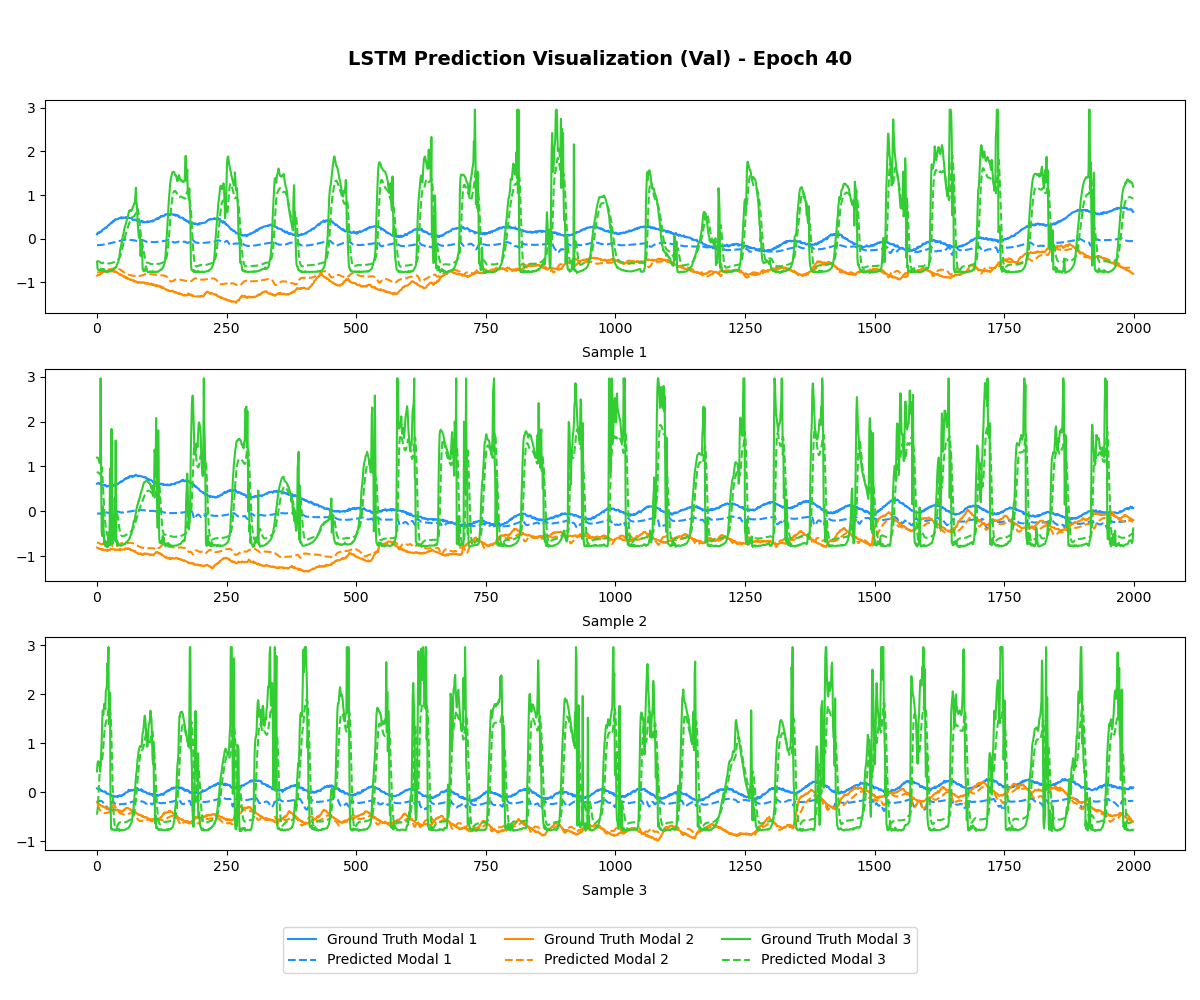 LSTM Prediction Visualization (Val) - Epoch 40
3
2
1
0
−1
0 250 500 750 1000 1250 1500 1750 2000
Sample 1
3
2
1
0
−1
0 250 500 750 1000 1250 1500 1750 2000
Sample 2
3
2
1
0
−1
0 250 500 750 1000 1250 1500 1750 2000
Sample 3
Ground Truth Modal 1 Ground Truth Modal 2 Ground Truth Modal 3
Predicted Modal 1 Predicted Modal 2 Predicted Modal 3